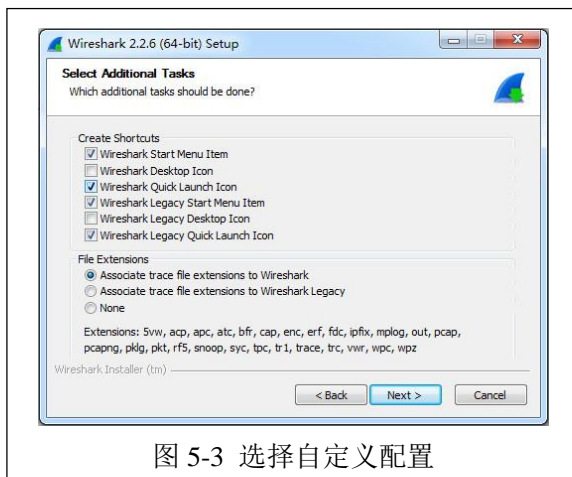 Wireshark 2.2.6 (64-bit) Setup
Select Additional Tasks
Which additional tasks should be done?
Create Shortcuts
Wireshark Start Menu Item
Wireshark Desktop Icon
Wireshark Quick Launch Icon
Wireshark Legacy Start Menu Item
Wireshark Legacy Desktop Icon
Wireshark Legacy Quick Launch Icon
File Extensions
Associate trace file extensions to Wireshark
Associate trace file extensions to Wireshark Legacy
None
Extensions: 5vw, acp, apc, atc, bfr, cap, enc, erf, fdc, ipfix, mplog, out, pcap,
pcapng, pklg, pkt, rf5, snoop, syc, tpc, tr1, trace, trc, vwr, wpc, wpz
Wireshark Installer (tm)
< Back Next > Cancel
图 5-3 选择自定义配置